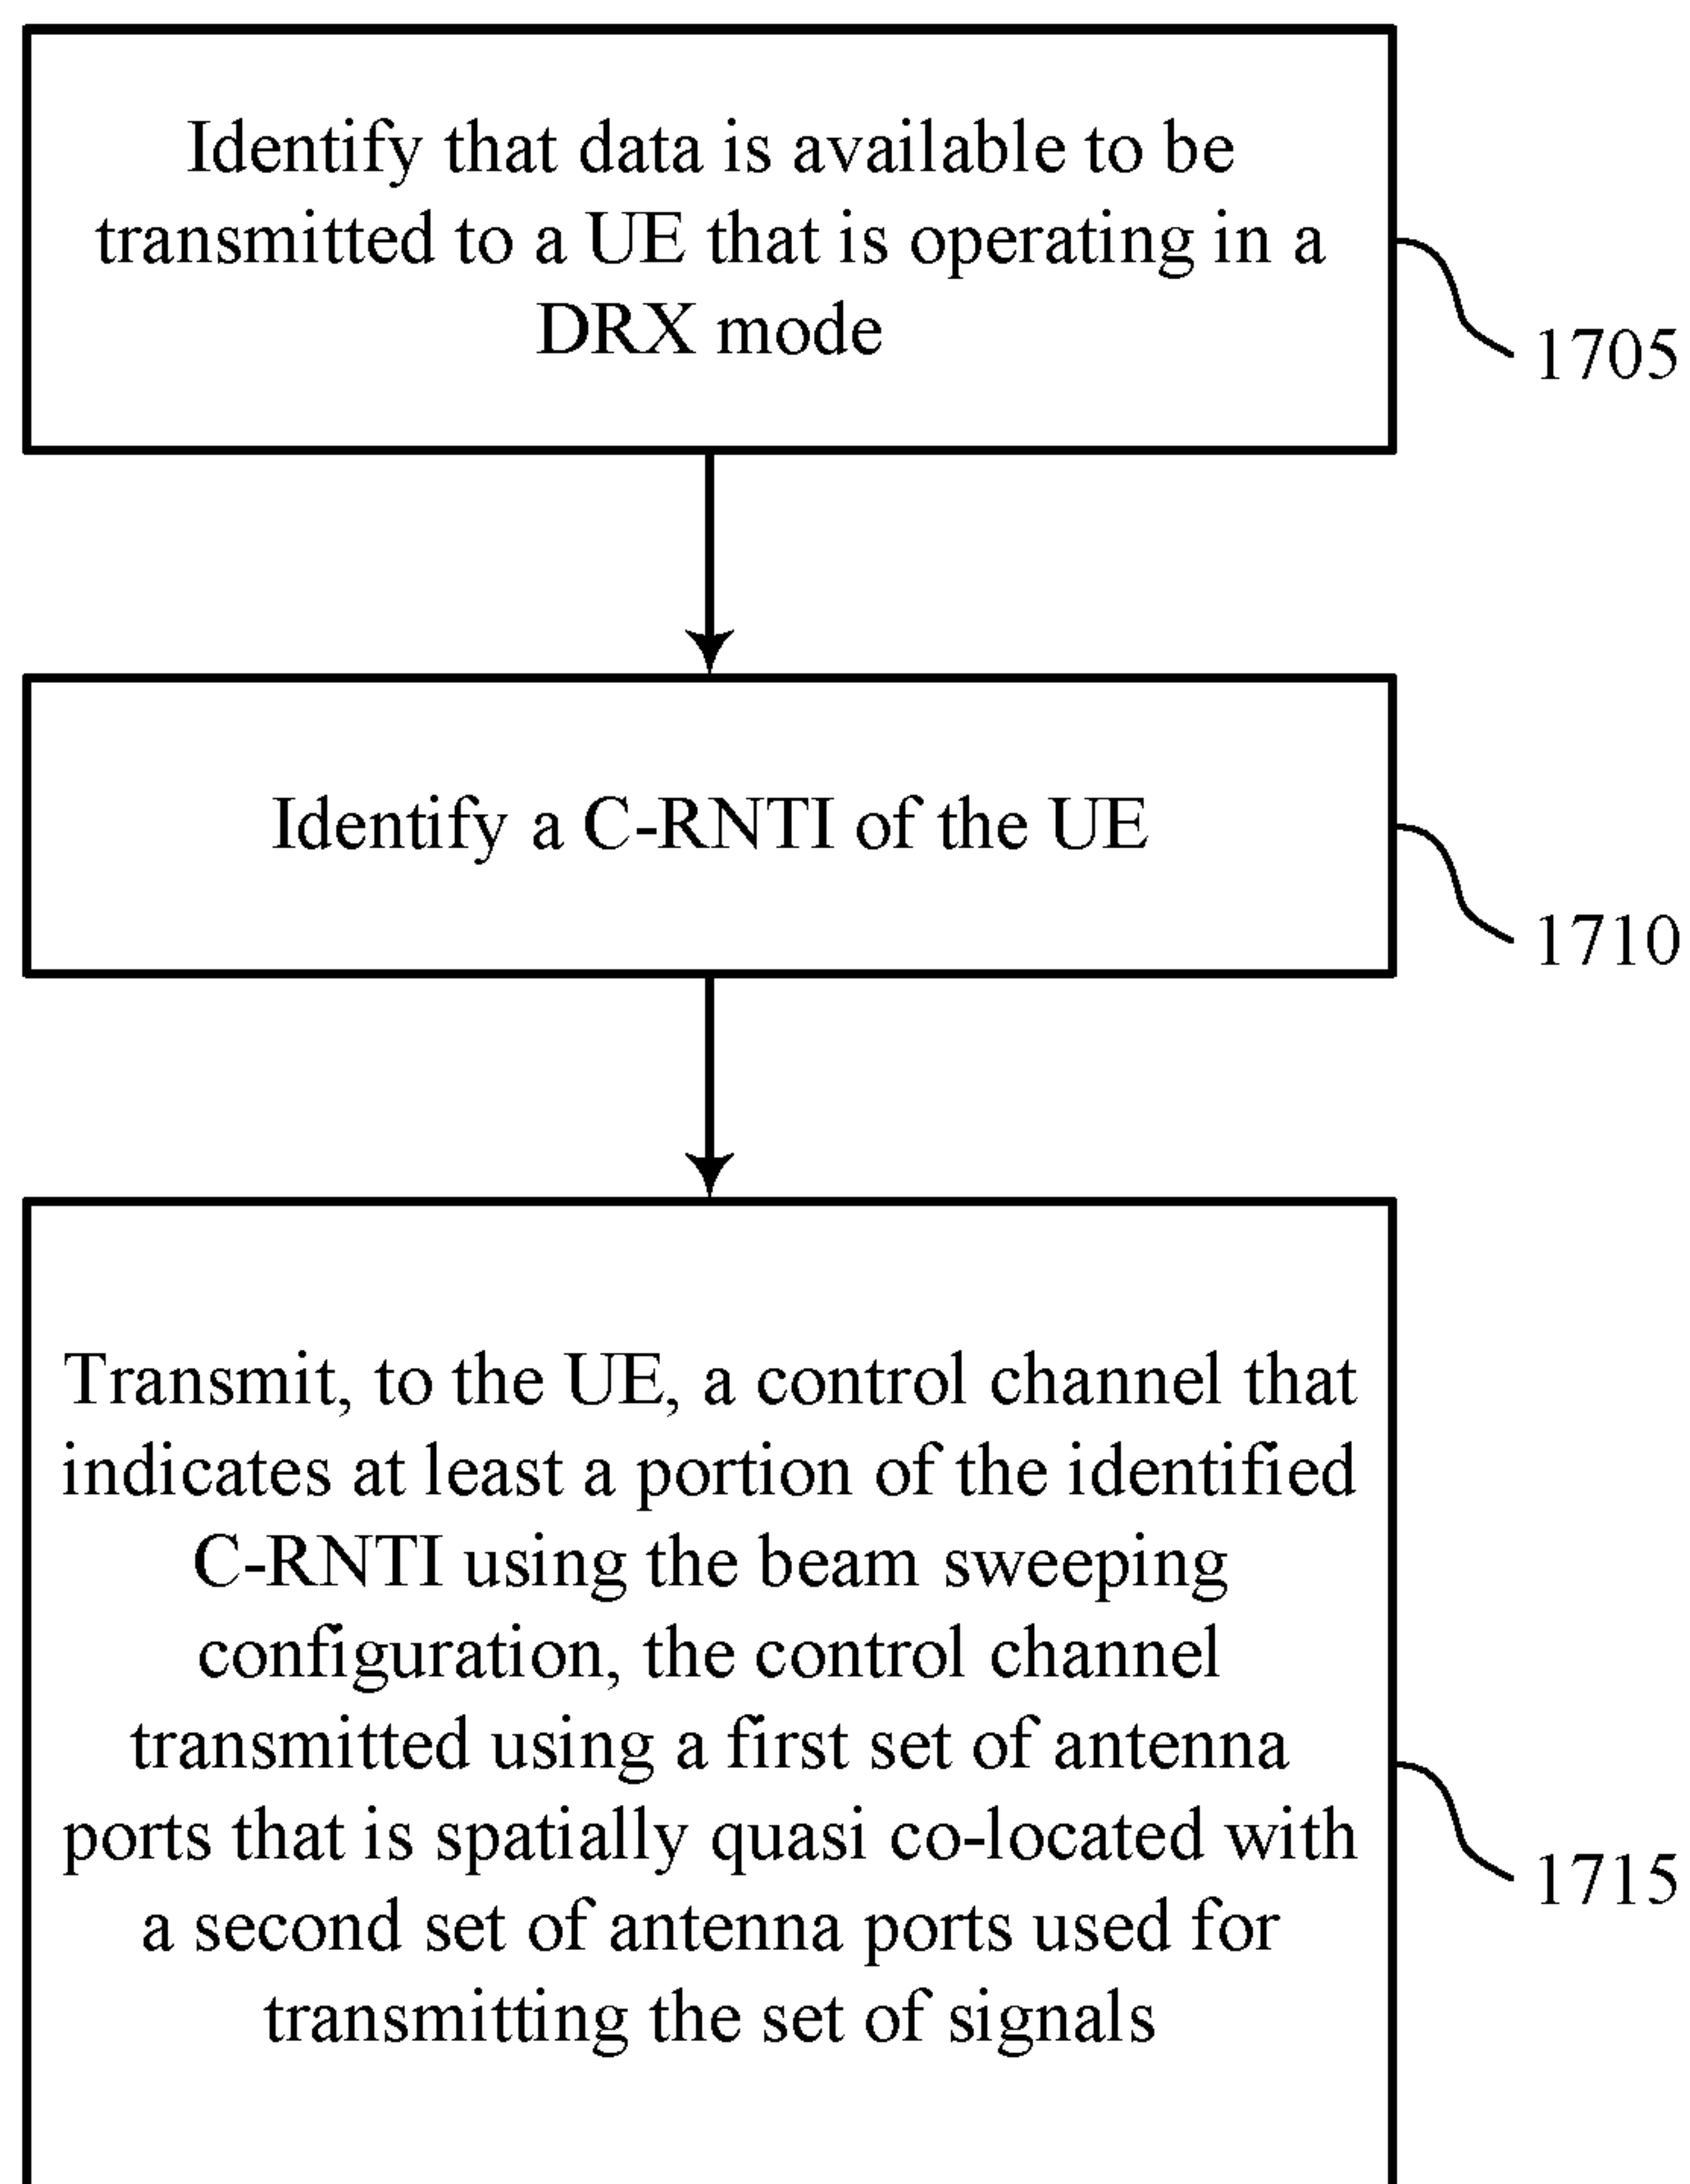 Identify that data is available to be
transmitted to a UE that is operating in a
DRX mode
1705
Identify a C-RNTI of the UE
1710
Transmit, to the UE, a control channel that
indicates at least a portion of the identified
C-RNTI using the beam sweeping
configuration, the control channel
transmitted using a first set of antenna
ports that is spatially quasi co-located with
a second set of antenna ports used for
transmitting the set of signals
1715